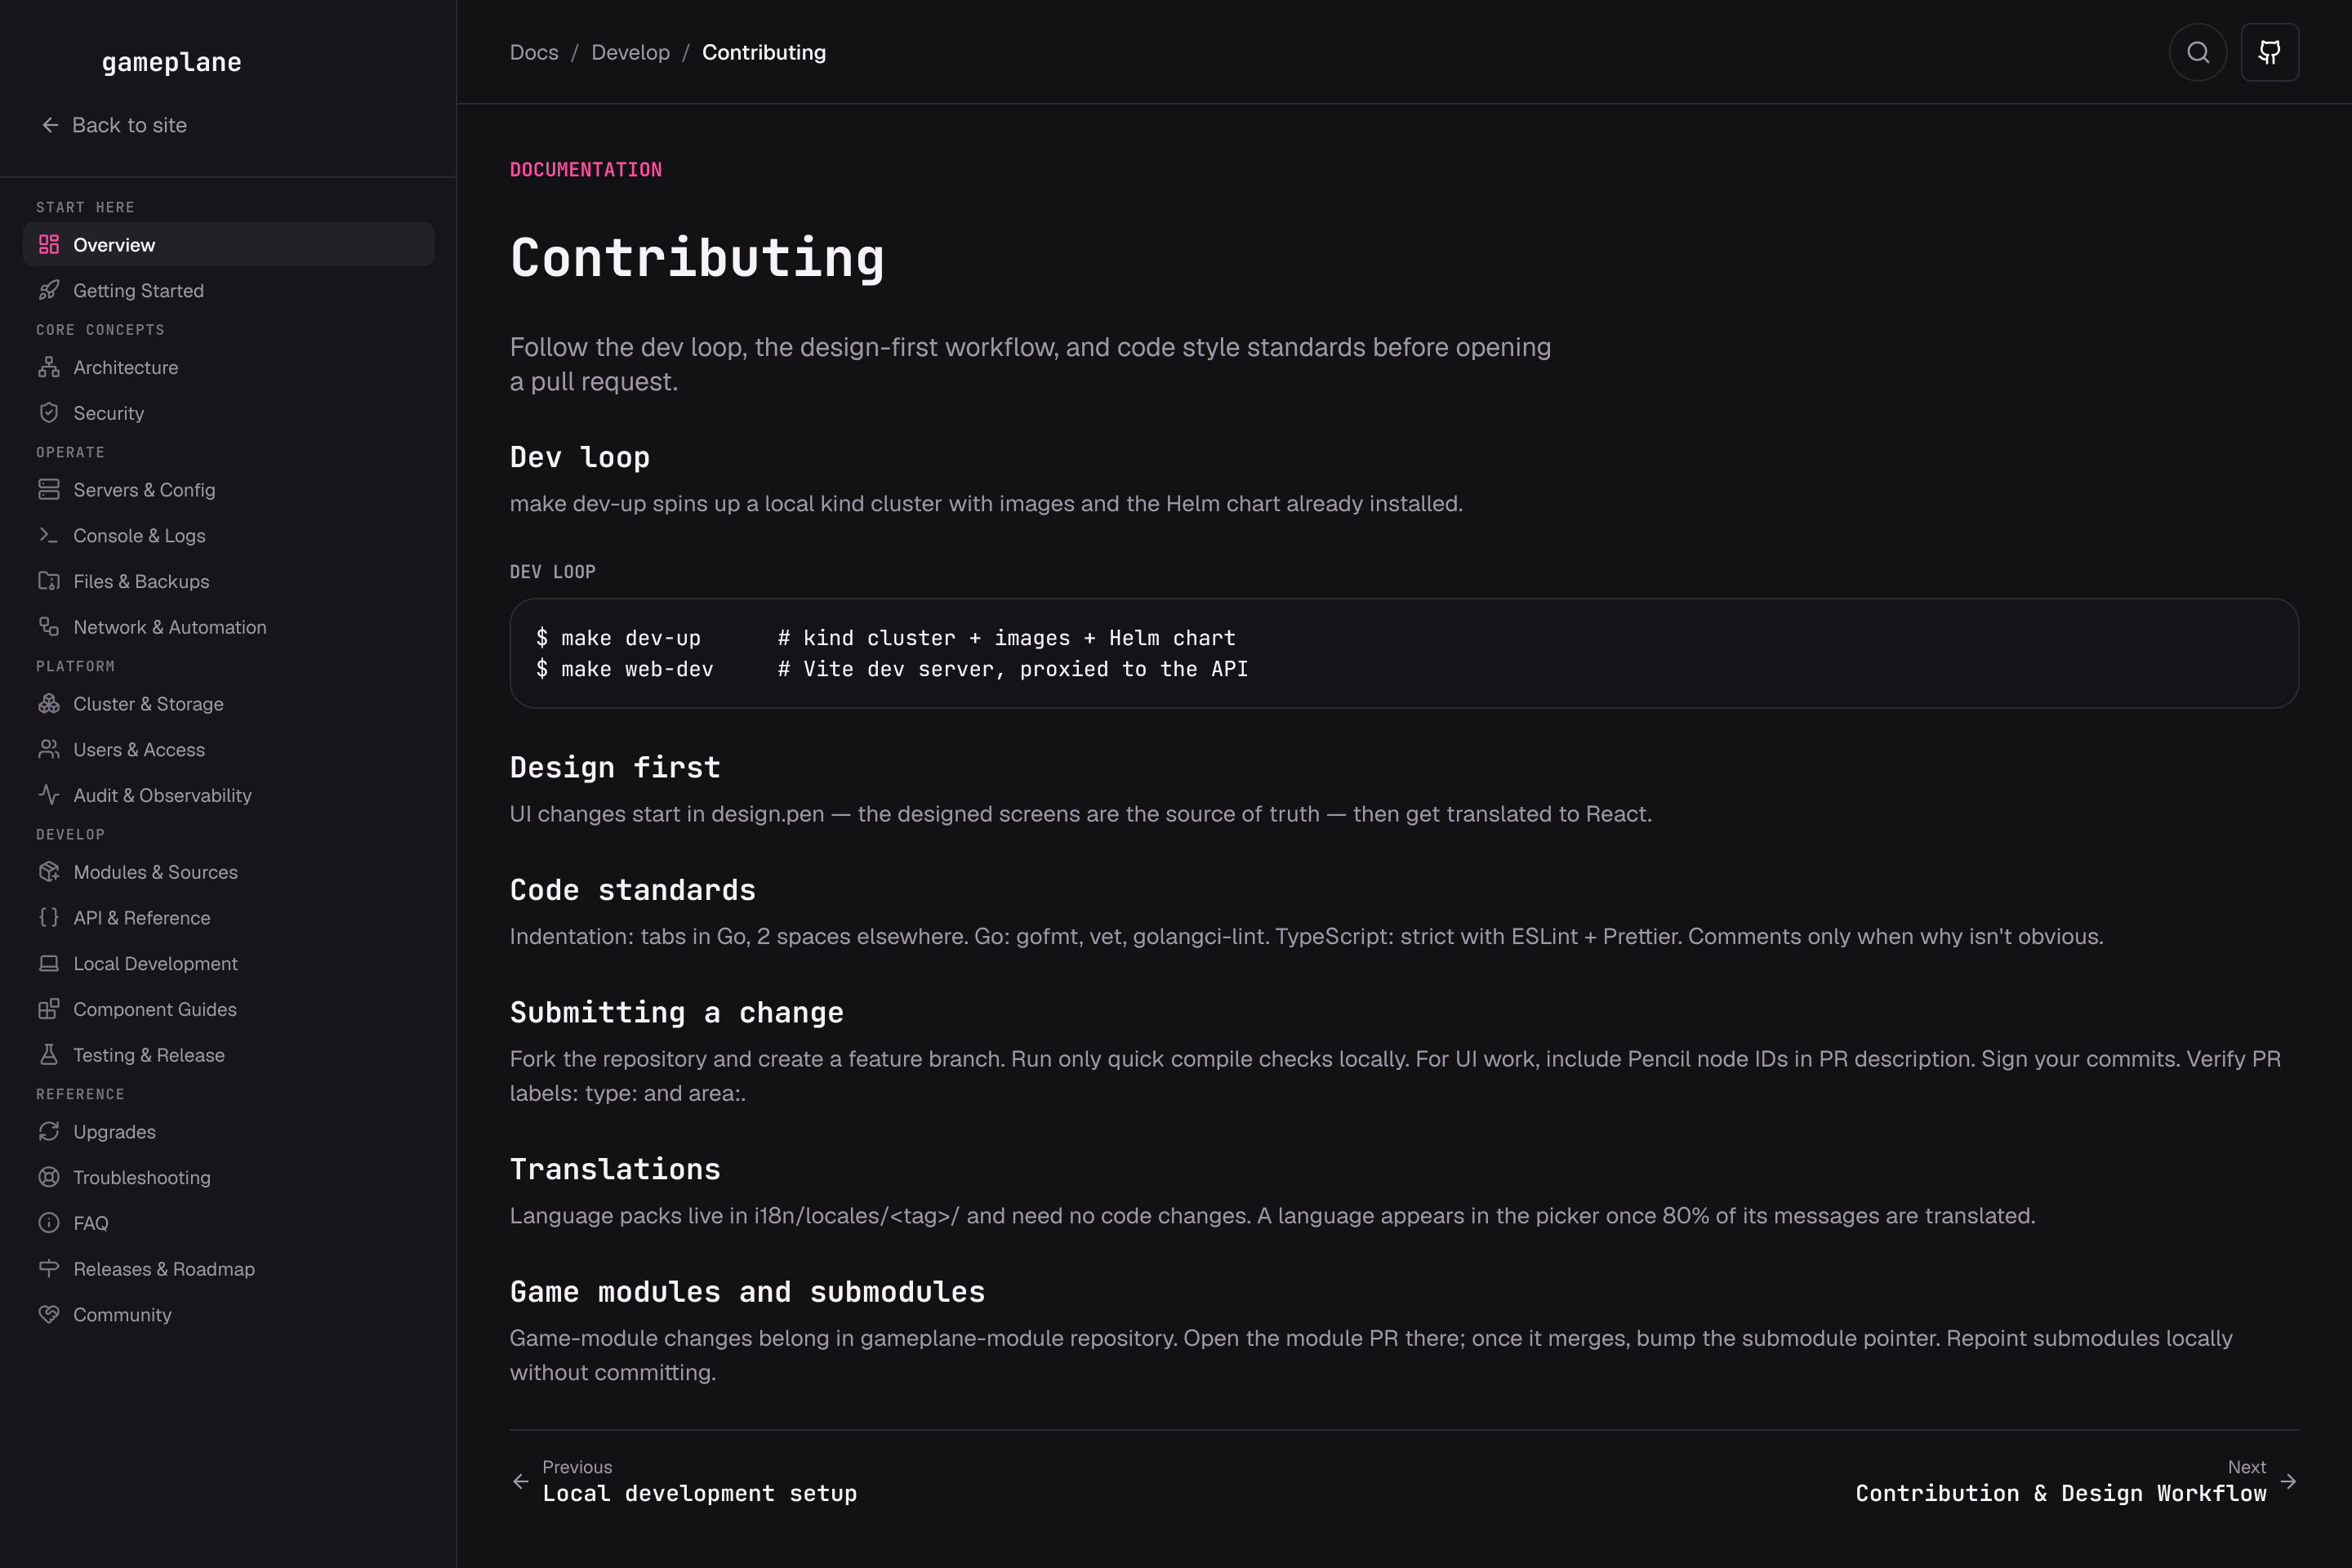 gameplane
Back to site
START HERE
Overview
Getting Started
CORE CONCEPTS
Architecture
Security
OPERATE
Servers & Config
Console & Logs
Files & Backups
Network & Automation
PLATFORM
Cluster & Storage
Users & Access
Audit & Observability
DEVELOP
Modules & Sources
API & Reference
Local Development
Component Guides
Testing & Release
REFERENCE
Upgrades
Troubleshooting
FAQ
Releases & Roadmap
Community
Docs / Develop / Contributing
DOCUMENTATION
Contributing
Follow the dev loop, the design-first workflow, and code style standards before opening
a pull request.
Dev loop
make dev-up spins up a local kind cluster with images and the Helm chart already installed.
DEV LOOP
$ make dev-up      # kind cluster + images + Helm chart
$ make web-dev     # Vite dev server, proxied to the API
Design first
UI changes start in design.pen — the designed screens are the source of truth — then get translated to React.
Code standards
Indentation: tabs in Go, 2 spaces elsewhere. Go: gofmt, vet, golangci-lint. TypeScript: strict with ESLint + Prettier. Comments only when why isn't obvious.
Submitting a change
Fork the repository and create a feature branch. Run only quick compile checks locally. For UI work, include Pencil node IDs in PR description. Sign your commits. Verify PR
labels: type: and area:.
Translations
Language packs live in i18n/locales/<tag>/ and need no code changes. A language appears in the picker once 80% of its messages are translated.
Game modules and submodules
Game-module changes belong in gameplane-module repository. Open the module PR there; once it merges, bump the submodule pointer. Repoint submodules locally
without committing.
Previous
Local development setup
Next
Contribution & Design Workflow